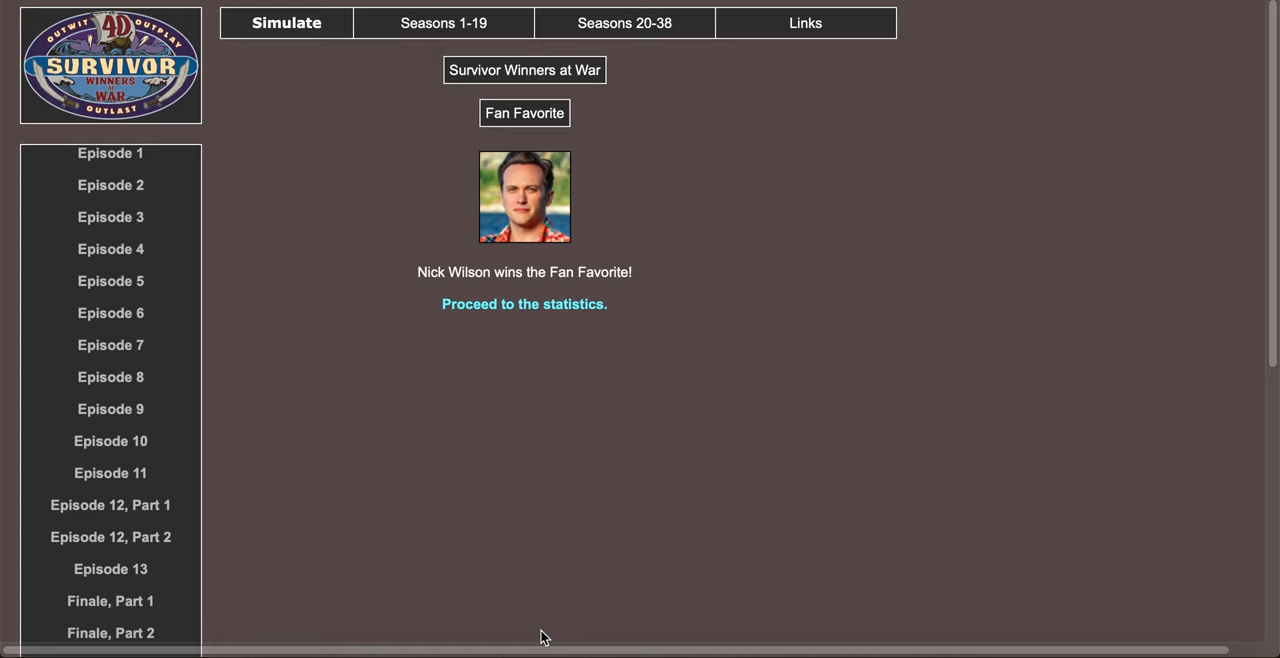 OUTWIT 40 OUTPLAY
SURVIVOR
WINNERS
AT
WAR
OUTLAST
Simulate
Seasons 1-19
Seasons 20-38
Links
Survivor Winners at War
Fan Favorite
Nick Wilson wins the Fan Favorite!
Proceed to the statistics.
Episode 1
Episode 2
Episode 3
Episode 4
Episode 5
Episode 6
Episode 7
Episode 8
Episode 9
Episode 10
Episode 11
Episode 12, Part 1
Episode 12, Part 2
Episode 13
Finale, Part 1
Finale, Part 2